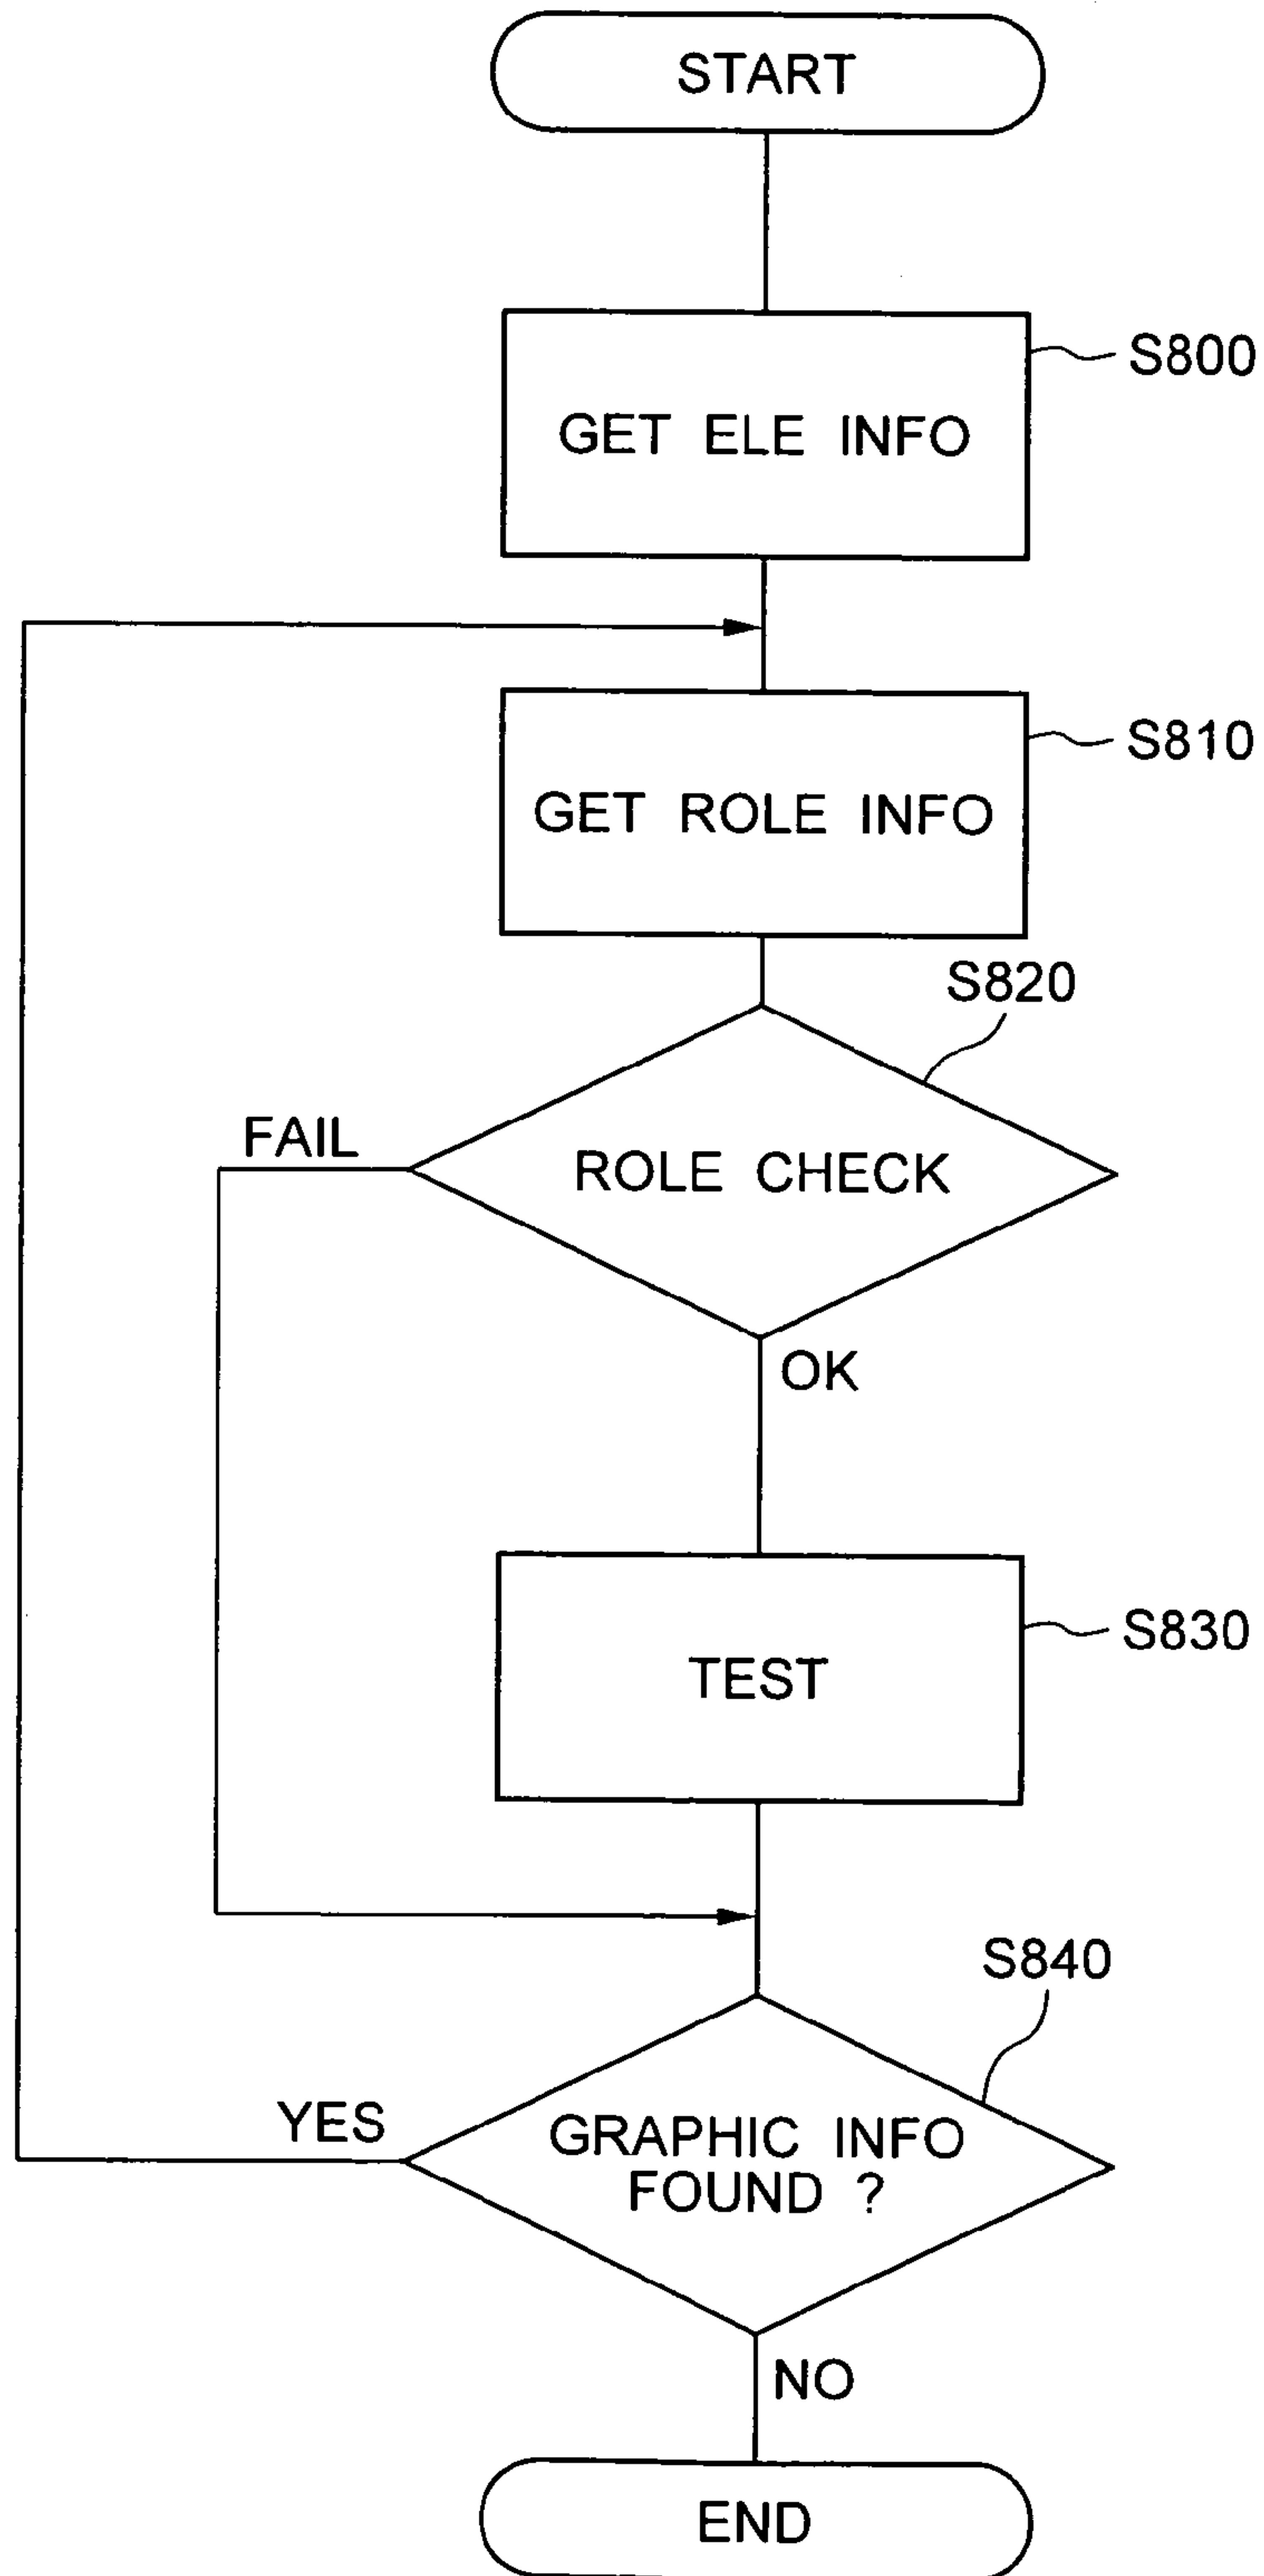 START
S800
GET ELE INFO
S810
GET ROLE INFO
S820
FAIL
ROLE CHECK
OK
S830
TEST
S840
YES
GRAPHIC INFO
FOUND ?
NO
END